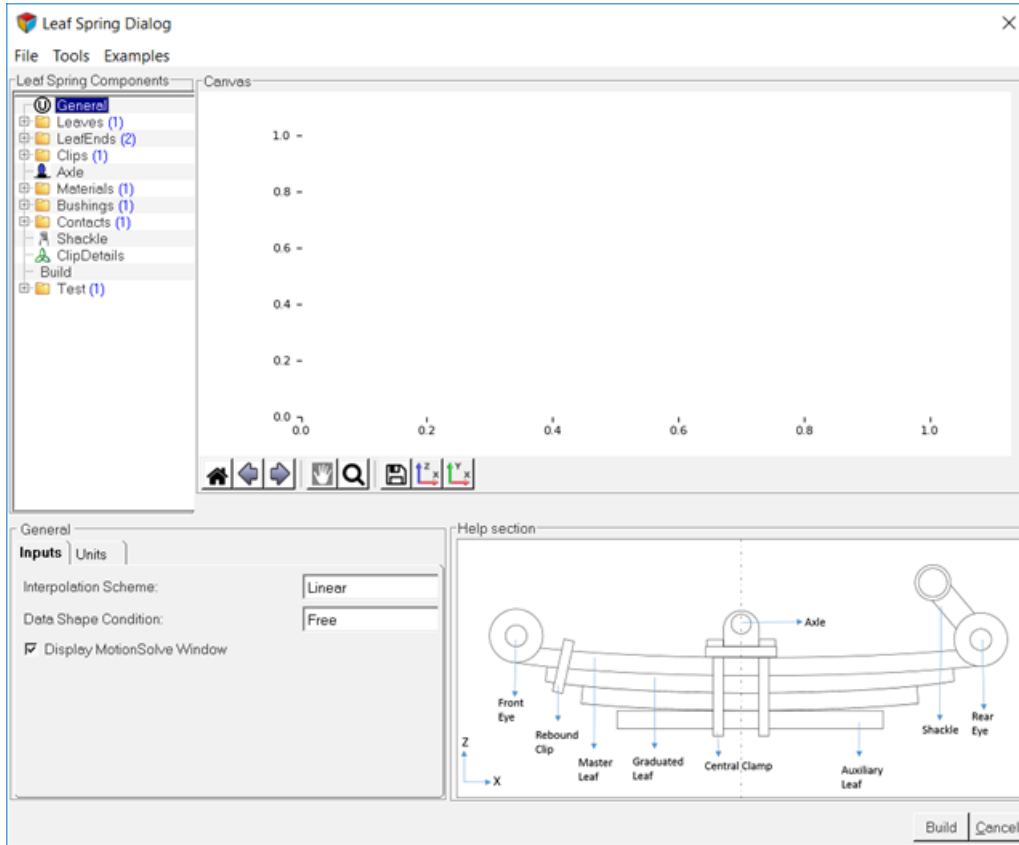 Leaf Spring Dialog
File Tools Examples
Leaf Spring Components
General
Leaves (1)
LeafEnds (2)
Clips (1)
Axle
Materials (1)
Bushings (1)
Contacts (1)
Shackle
ClipDetails
Build
Test (1)
Canvas
1.0
0.8
0.6
0.4
0.2
0.0
0.0 0.2 0.4 0.6 0.8 1.0
Z X
Y X
General
Inputs Units
Interpolation Scheme: Linear
Data Shape Condition: Free
Display MotionSolve Window
Help section
Axle
Front
Eye
Rebound
Clip
Master
Leaf
Graduated
Leaf
Central Clamp
Auxiliary
Leaf
Shackle
Rear
Eye
Z
X
Build Cancel